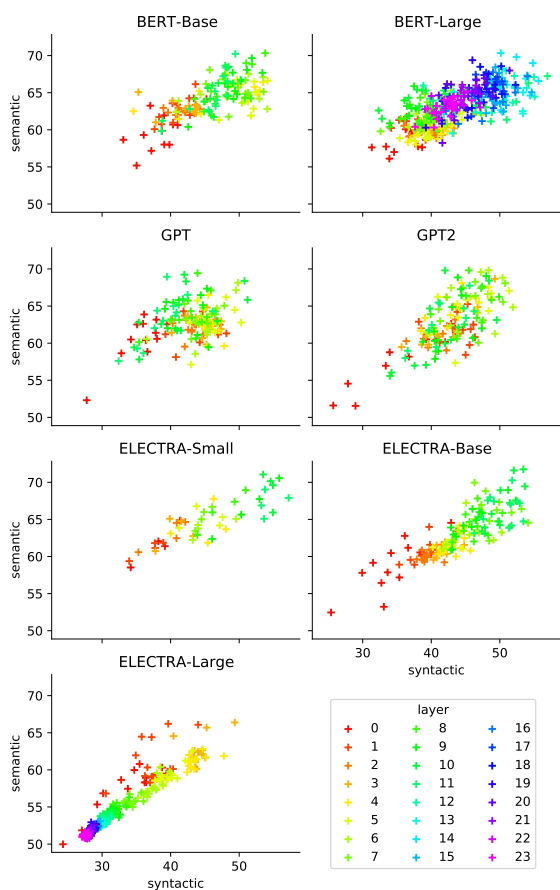 BERT-Base
BERT-Large
semantic
70
65
60
55
50
GPT
GPT2
semantic
70
65
60
55
50
ELECTRA-Small
ELECTRA-Base
semantic
70
65
60
55
50
30 40 50
syntactic
ELECTRA-Large
semantic
70
65
60
55
50
30 40 50
syntactic
layer
0 8 16
1 9 17
2 10 18
3 11 19
4 12 20
5 13 21
6 14 22
7 15 23